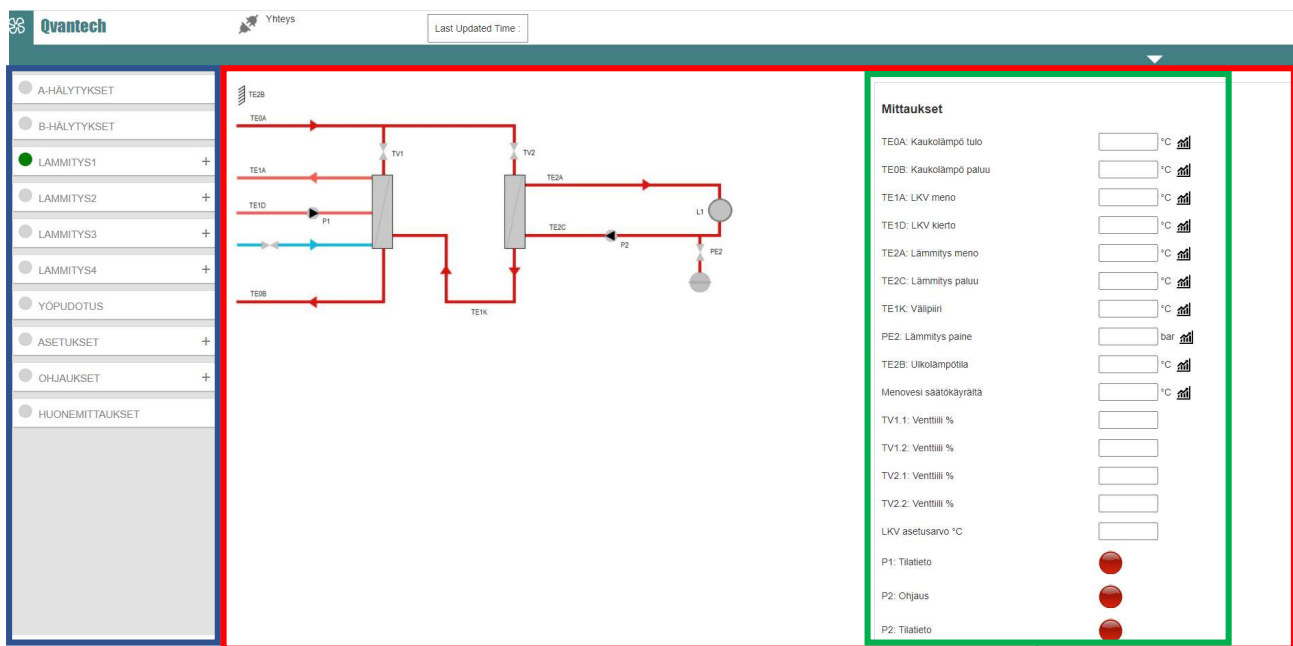 Qvantech
Yhteys
Last Updated Time :
A-HÄLYTYKSET
B-HÄLYTYKSET
LAMMITYS1 +
LAMMITYS2 +
LAMMITYS3 +
LAMMITYS4 +
YÖPUDOTUS
ASETUKSET +
OHJAUKSET +
HUONEMITTAUKSET
TE2B
TE0A
TV1
TV2
TE1A
TE2A
TE1D
P1
L1
TE2C
P2
PE2
TE0B
TE1K
Mittaukset
TE0A: Kaukolämpö tulo °C
TE0B: Kaukolämpö paluu °C
TE1A: LKV meno °C
TE1D: LKV kierto °C
TE2A: Lämmitys meno °C
TE2C: Lämmitys paluu °C
TE1K: Välipiiri °C
PE2: Lämmitys paine bar
TE2B: Ulkolämpötila °C
Menovesi säätökäyrältä °C
TV1.1: Venttiili %
TV1.2: Venttiili %
TV2.1: Venttiili %
TV2.2: Venttiili %
LKV asetusarvo °C
P1: Tilatieto
P2: Ohjaus
P2: Tilatieto